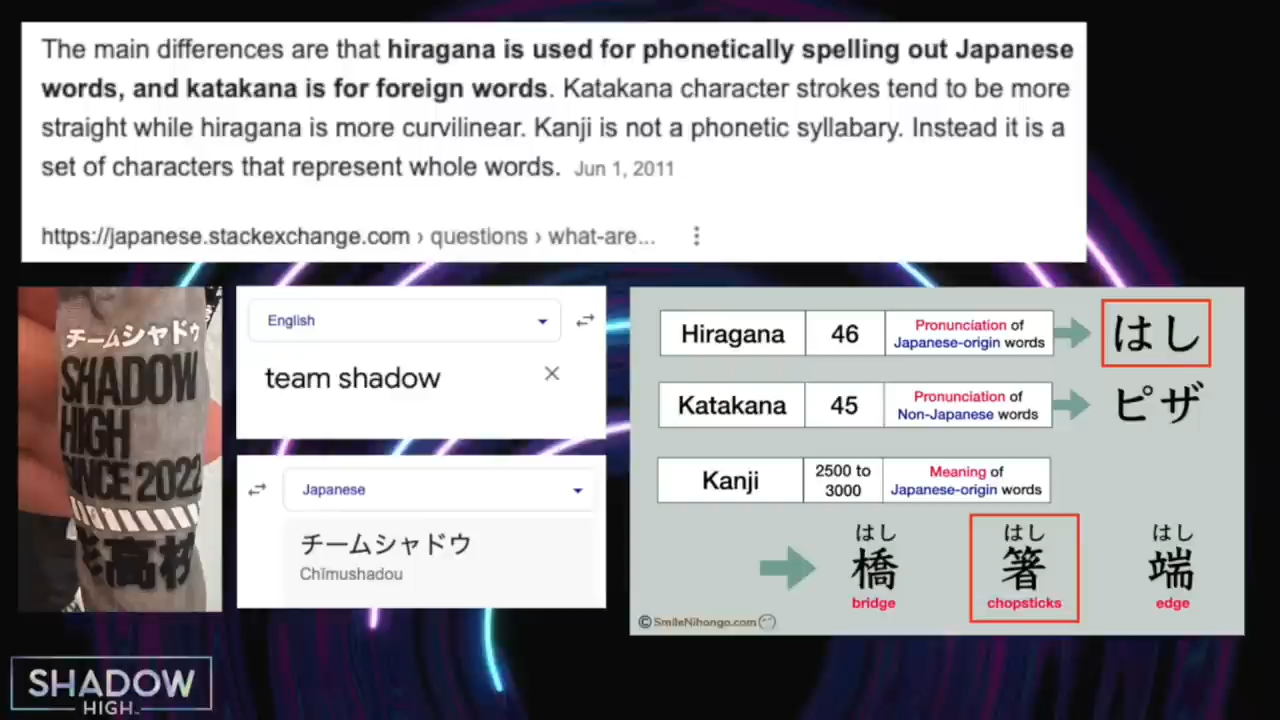 The main differences are that hiragana is used for phonetically spelling out Japanese
words, and katakana is for foreign words. Katakana character strokes tend to be more
straight while hiragana is more curvilinear. Kanji is not a phonetic syllabary. Instead it is a
set of characters that represent whole words. Jun 1, 2011
https://japanese.stackexchange.com › questions › what-are...
チームシャドウ
SHADOW
HIGH
SINCE 2022
高校
English
team shadow
Japanese
チームシャドウ
Chīmushadou
Hiragana 46 Pronunciation of Japanese-origin words はし
Katakana 45 Pronunciation of Non-Japanese words ピザ
Kanji 2500 to 3000 Meaning of Japanese-origin words
はし はし はし
橋 箸 端
bridge chopsticks edge
©SmileNihongo.com
SHADOW
HIGH